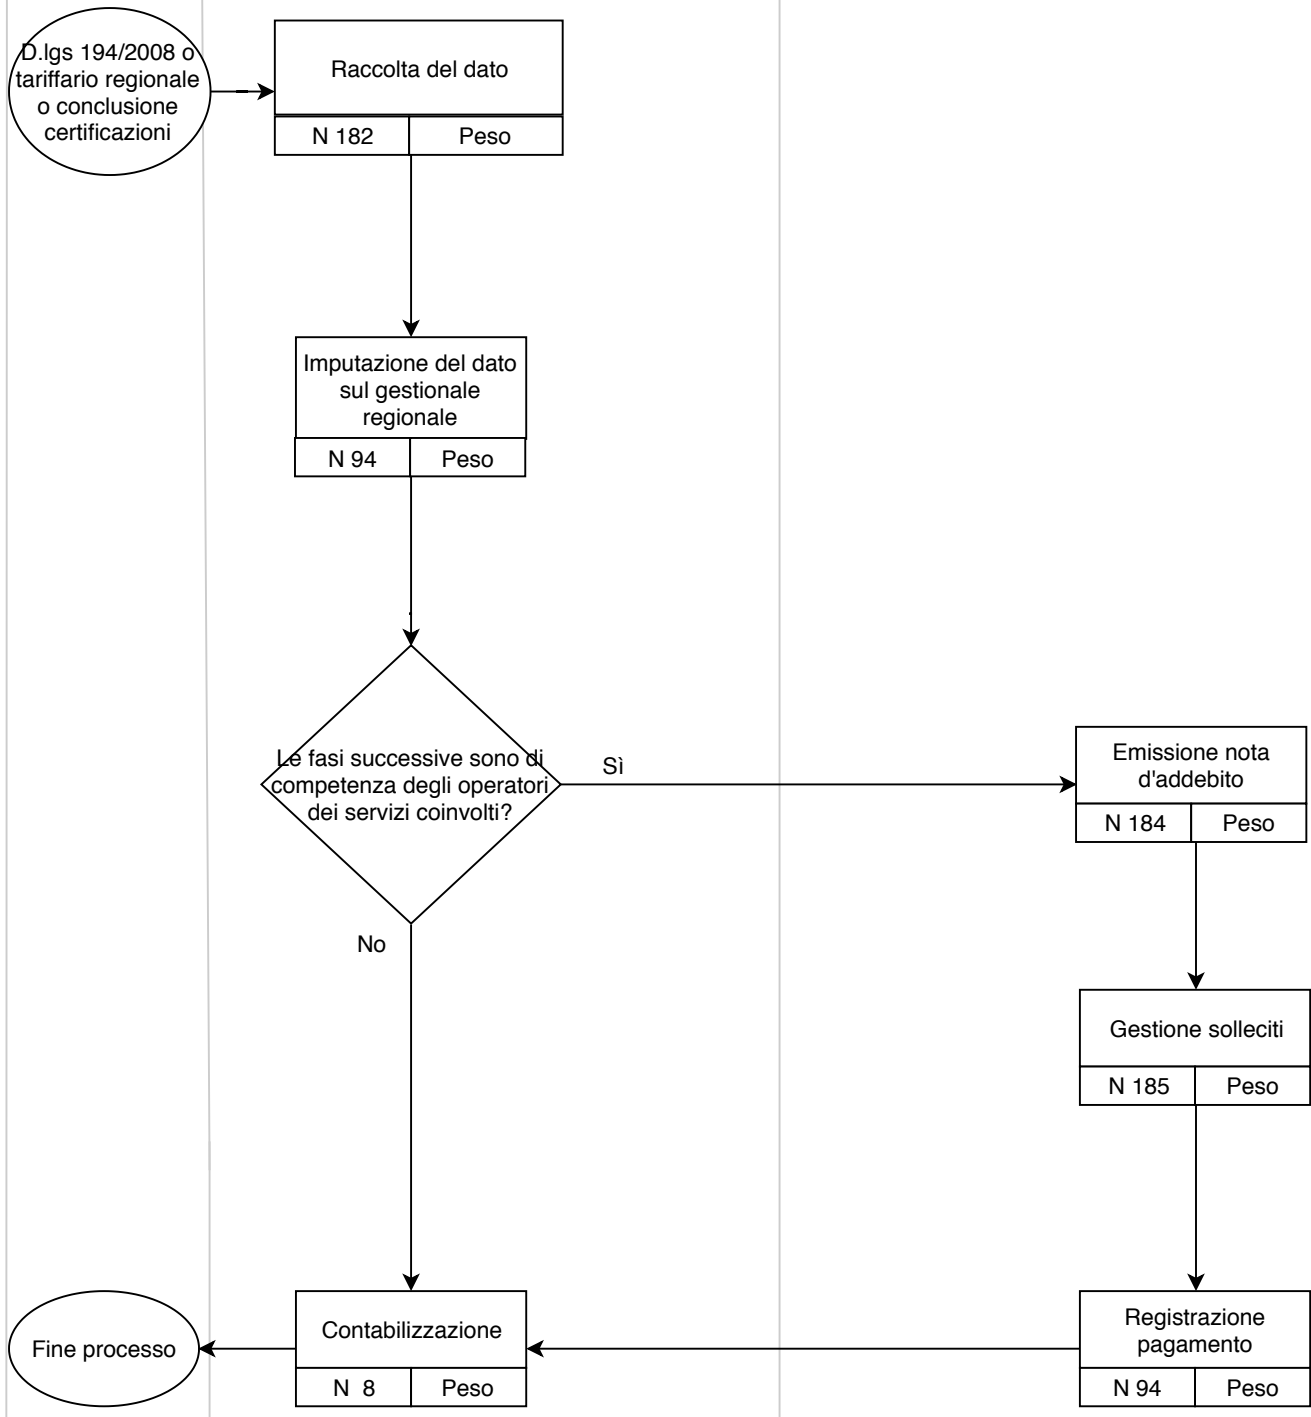 D.lgs 194/2008 o
tariffario regionale
o conclusione
certificazioni
Raccolta del dato
N 182
Peso
Imputazione del dato
sul gestionale
regionale
N 94
Peso
Le fasi successive sono di
competenza degli operatori
dei servizi coinvolti?
Sì
No
Emissione nota
d'addebito
N 184
Peso
Gestione solleciti
N 185
Peso
Registrazione
pagamento
N 94
Peso
Contabilizzazione
N 8
Peso
Fine processo